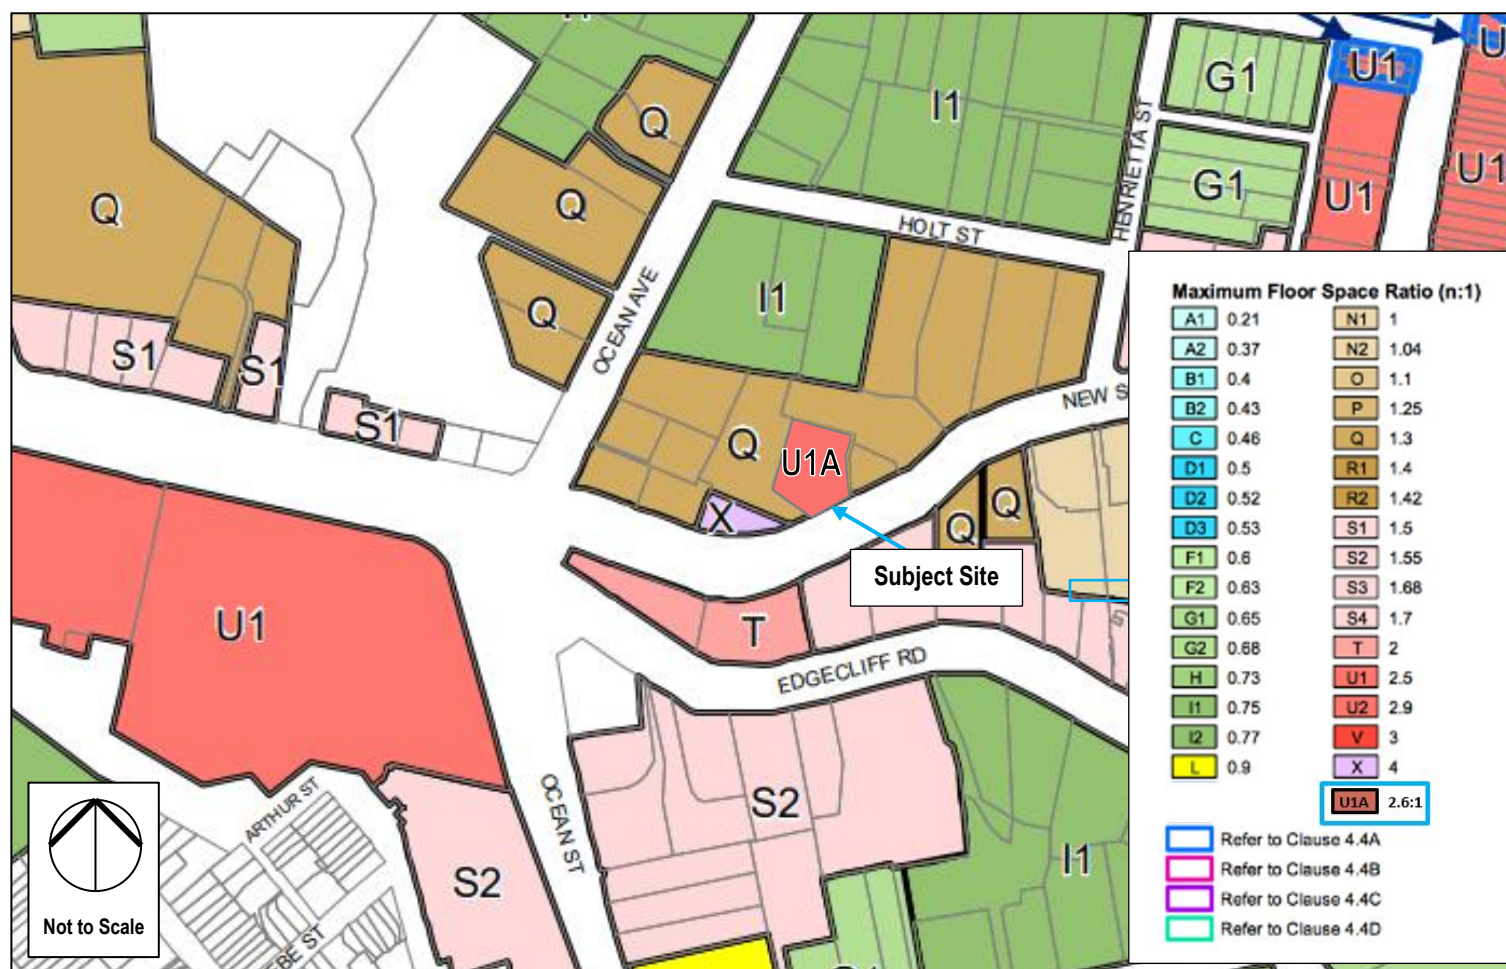 H
Q
I1
G1
U1
U
HENRIETTA ST
Q
Q
G1
U1
U1
HOLT ST
Q
OCEAN AVE
I1
Q
S1
S1
S1
NEW S
Q
U1A
X
Q
Q
Subject Site
U1
T
EDGECLIFF RD
S2
I1
OCEAN ST
S2
ARTHUR ST
EBE ST
Not to Scale
Maximum Floor Space Ratio (n:1)
A1 0.21
A2 0.37
B1 0.4
B2 0.43
C 0.46
D1 0.5
D2 0.52
D3 0.53
F1 0.6
F2 0.63
G1 0.65
G2 0.68
H 0.73
I1 0.75
I2 0.77
L 0.9
N1 1
N2 1.04
O 1.1
P 1.25
Q 1.3
R1 1.4
R2 1.42
S1 1.5
S2 1.55
S3 1.68
S4 1.7
T 2
U1 2.5
U2 2.9
V 3
X 4
U1A 2.6:1
Refer to Clause 4.4A
Refer to Clause 4.4B
Refer to Clause 4.4C
Refer to Clause 4.4D